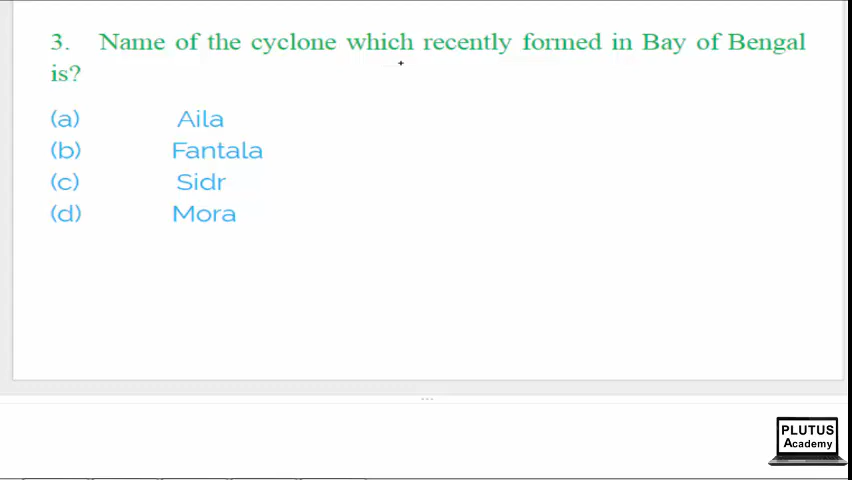 3. Name of the cyclone which recently formed in Bay of Bengal
is?
(a) Aila
(b) Fantala
(c) Sidr
(d) Mora
PLUTUS
Academy